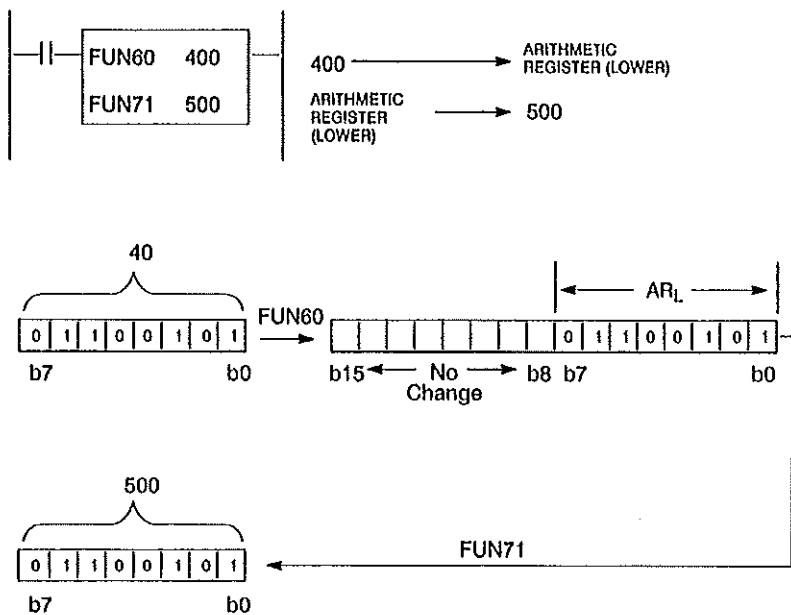 FUN60 400
FUN71 500
400 ARITHMETIC REGISTER (LOWER)
ARITHMETIC REGISTER (LOWER) 500
40
0 1 1 0 0 1 0 1
b7 b0
FUN60
AR_L
0 1 1 0 0 1 0 1
b15 No Change b8 b7 b0
500
0 1 1 0 0 1 0 1
b7 b0
FUN71